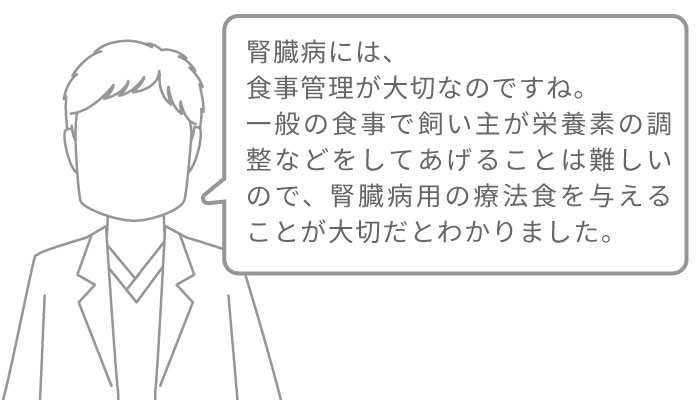 腎臓病には、
食事管理が大切なのですね。
一般の食事で飼い主が栄養素の調
整などをしてあげることは難しい
ので、腎臓病用の療法食を与える
ことが大切だとわかりました。